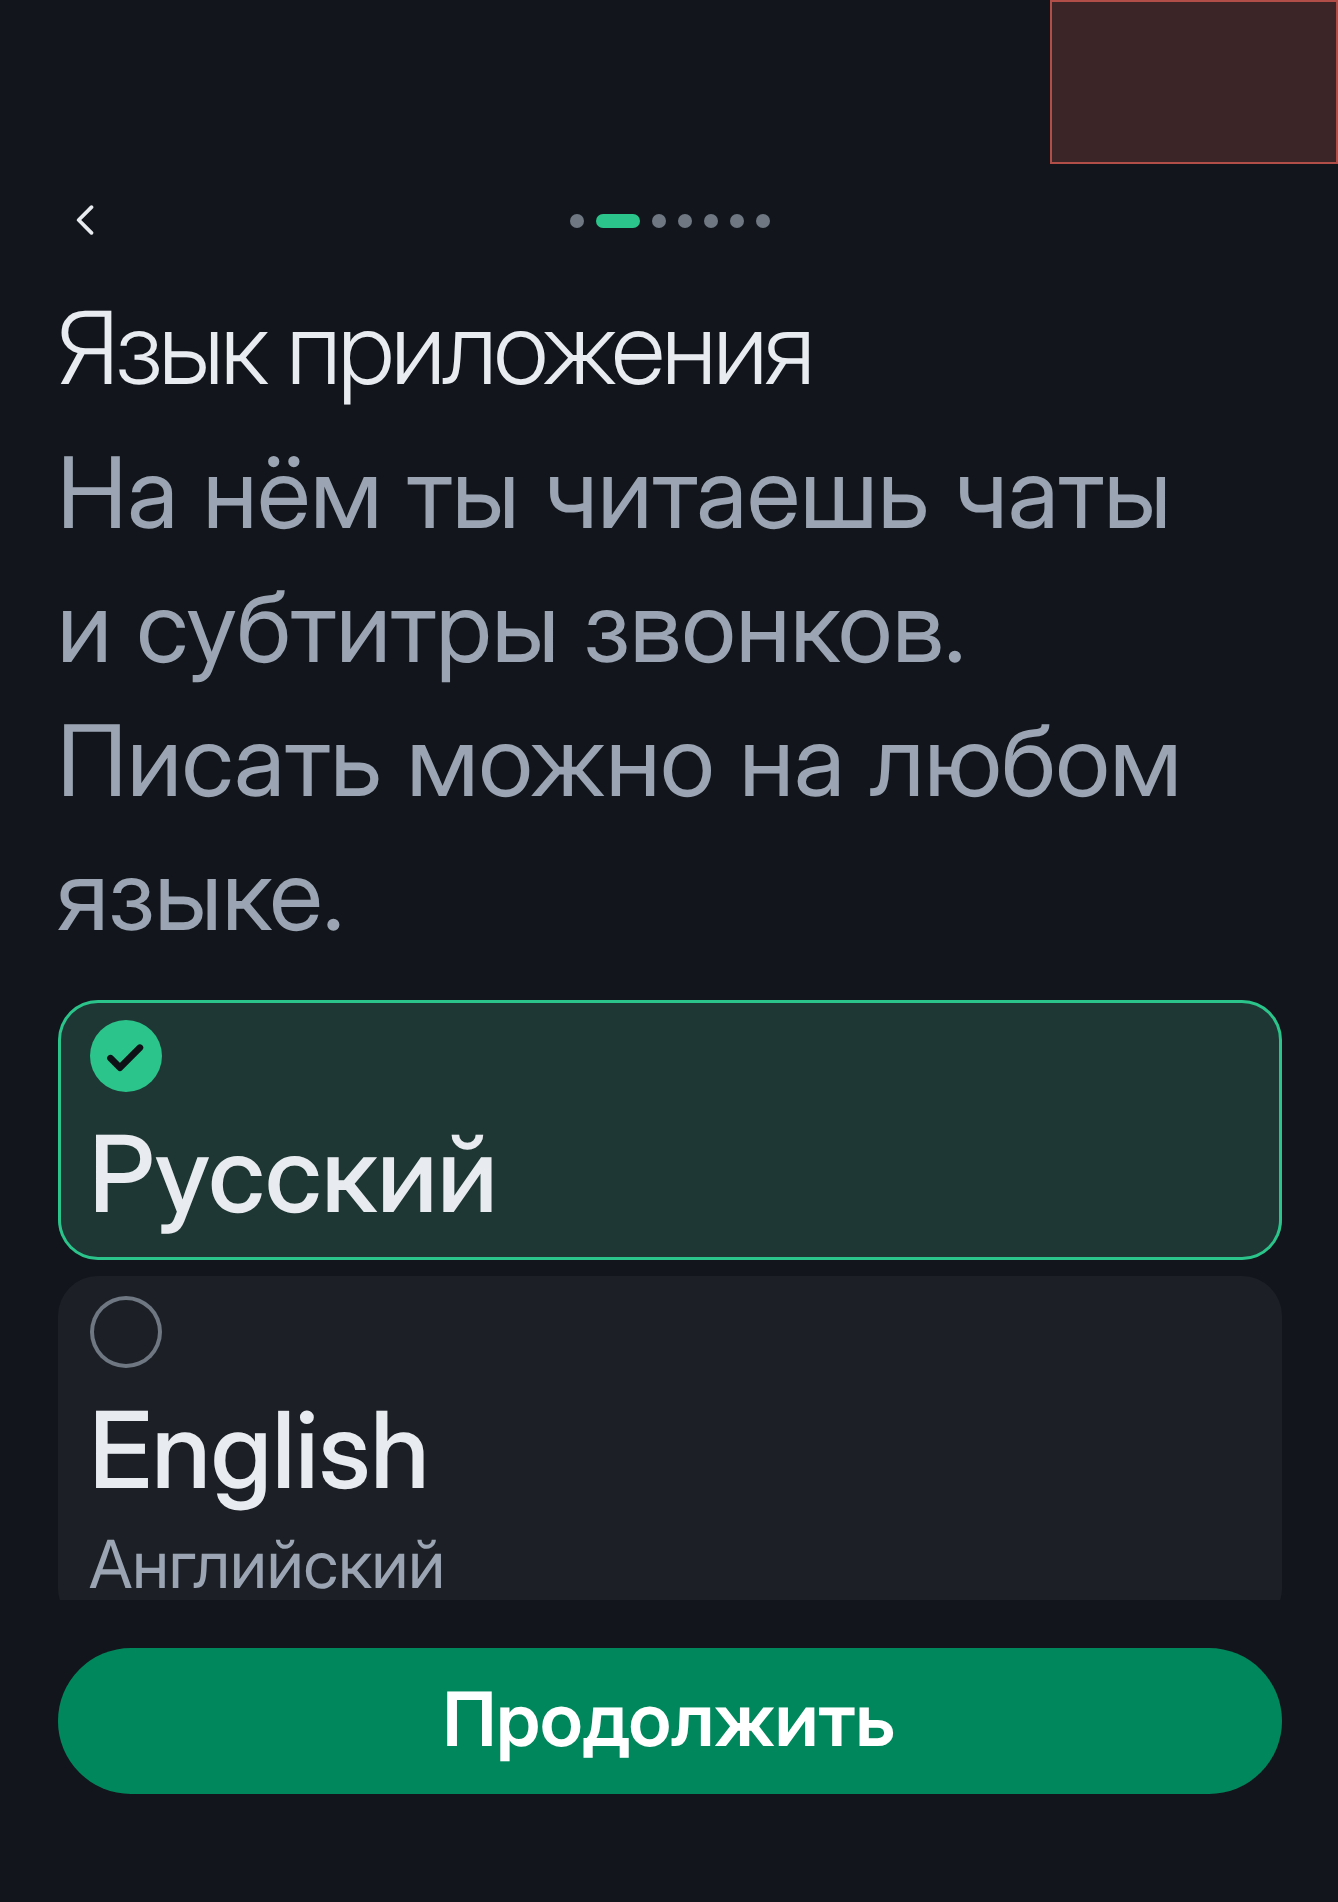 Язык приложения
На нём ты читаешь чаты
и субтитры звонков.
Писать можно на любом
языке.
Русский
English
Английский
Продолжить